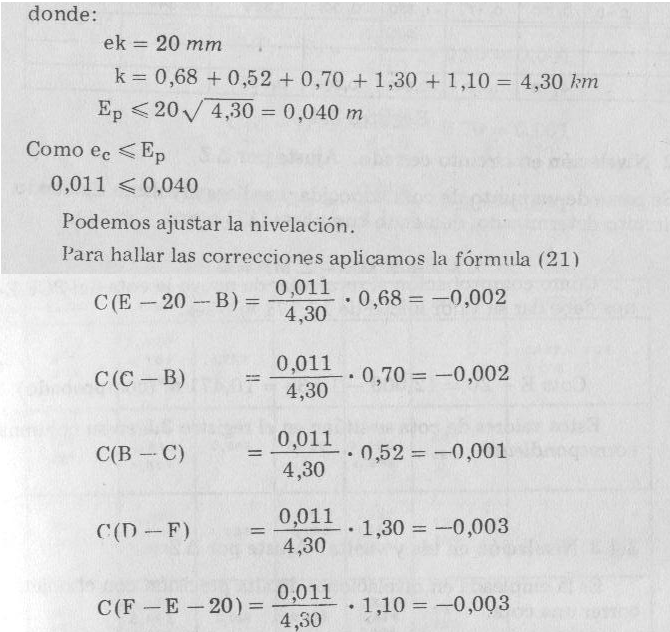 donde:
ek = 20 mm
k = 0,68 + 0,52 + 0,70 + 1,30 + 1,10 = 4,30 km
Ep ⩽ 20 √4,30 = 0,040 m
Como ec ⩽ Ep
0,011 ⩽ 0,040
Podemos ajustar la nivelación.
Para hallar las correcciones aplicamos la fórmula (21)
C(E − 20 − B) = 0,011/4,30 · 0,68 = −0,002
C(C − B) = 0,011/4,30 · 0,70 = −0,002
C(B − C) = 0,011/4,30 · 0,52 = −0,001
C(D − F) = 0,011/4,30 · 1,30 = −0,003
C(F − E − 20) = 0,011/4,30 · 1,10 = −0,003